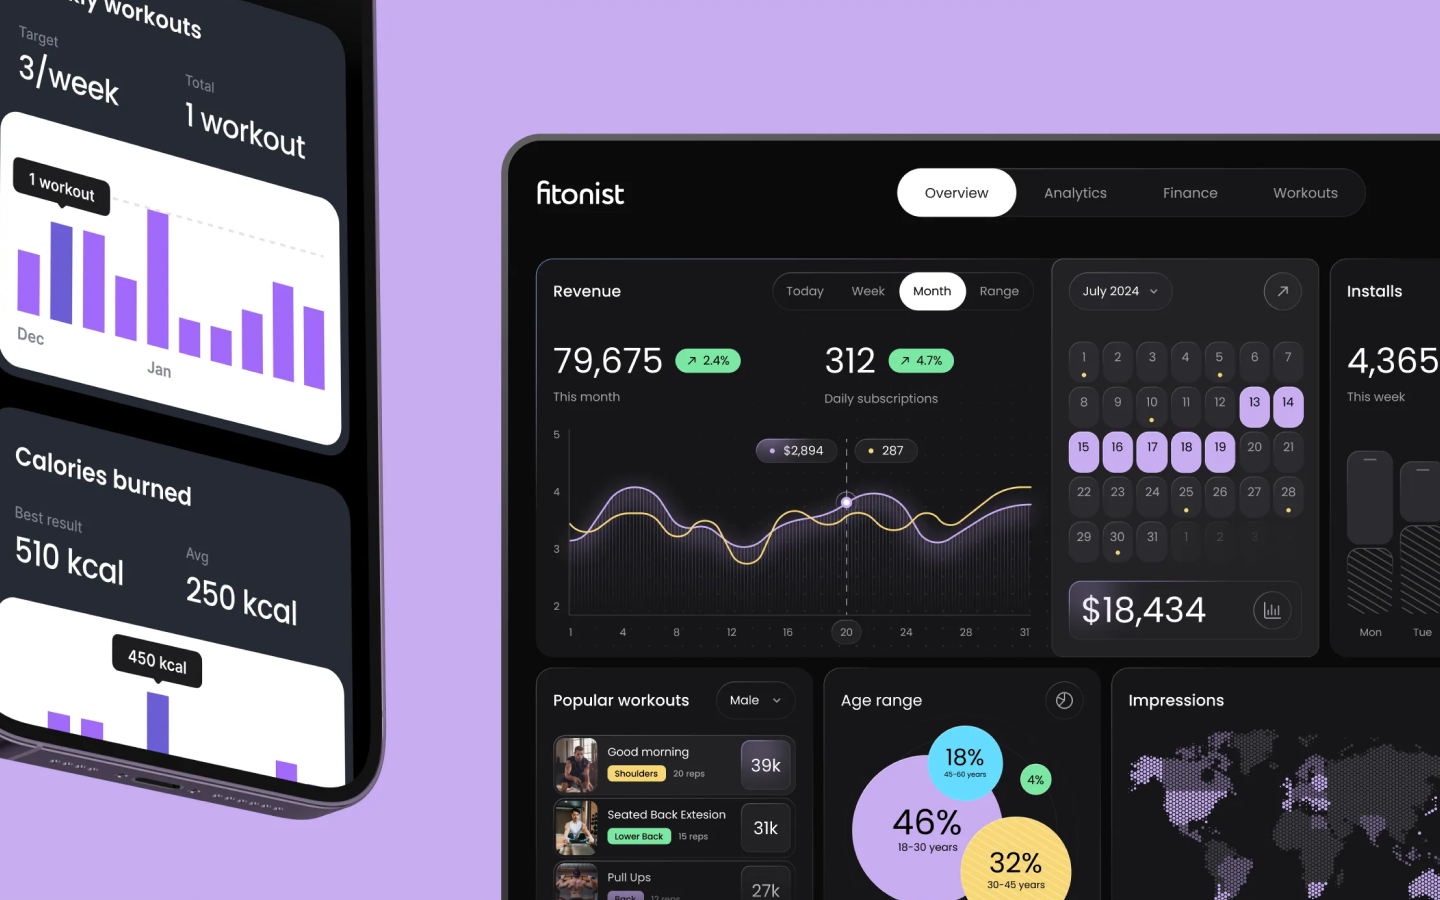 workouts
Target
3/week
Total
1 workout
1 workout
Dec
Jan
Calories burned
Best result
510 kcal
Avg
250 kcal
450 kcal
fitonist
Overview
Analytics
Finance
Workouts
Revenue
Today
Week
Month
Range
79,675
2.4%
This month
312
4.7%
Daily subscriptions
$2,894
287
5
4
3
2
1 4 8 12 16 20 24 28 31
July 2024
1 2 3 4 5 6 7
8 9 10 11 12 13 14
15 16 17 18 19 20 21
22 23 24 25 26 27 28
29 30 31 1 2 3
$18,434
Installs
4,365
This week
Mon Tue
Popular workouts
Male
Good morning
Shoulders 20 reps
39k
Seated Back Extesion
Lower Back 15 reps
31k
Pull Ups
Back 12 reps
27k
Age range
18%
45-60 years
4%
46%
18-30 years
32%
30-45 years
Impressions